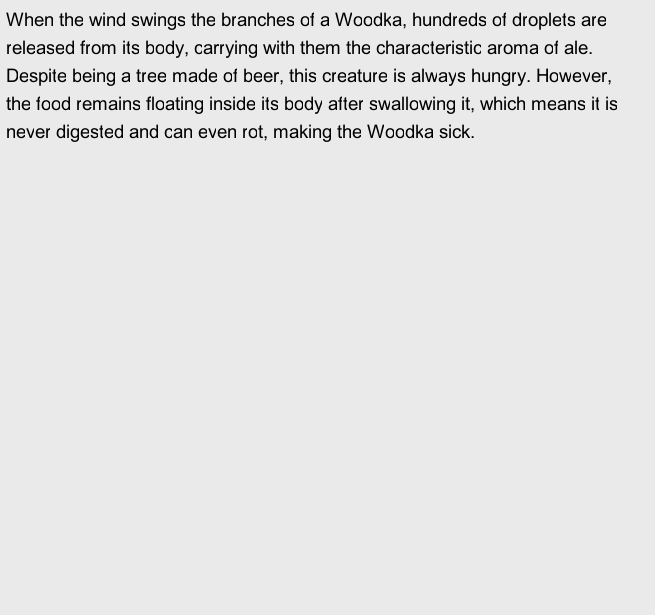 When the wind swings the branches of a Woodka, hundreds of droplets are
released from its body, carrying with them the characteristic aroma of ale.
Despite being a tree made of beer, this creature is always hungry. However,
the food remains floating inside its body after swallowing it, which means it is
never digested and can even rot, making the Woodka sick.